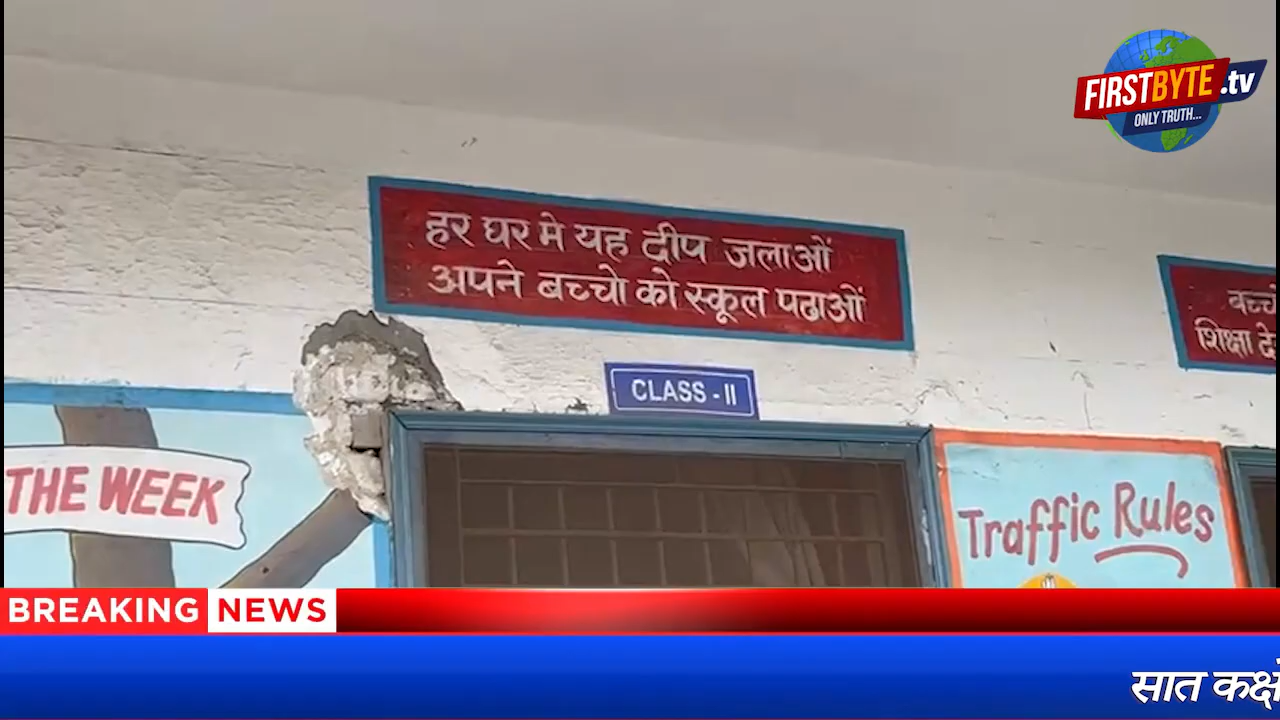 FIRSTBYTE.tv
ONLY TRUTH...
हर घर मे यह दीप जलाओं
अपने बच्चो को स्कूल पढाओं
शिक्षा
CLASS - II
THE WEEK
Traffic Rules
BREAKING NEWS
सात